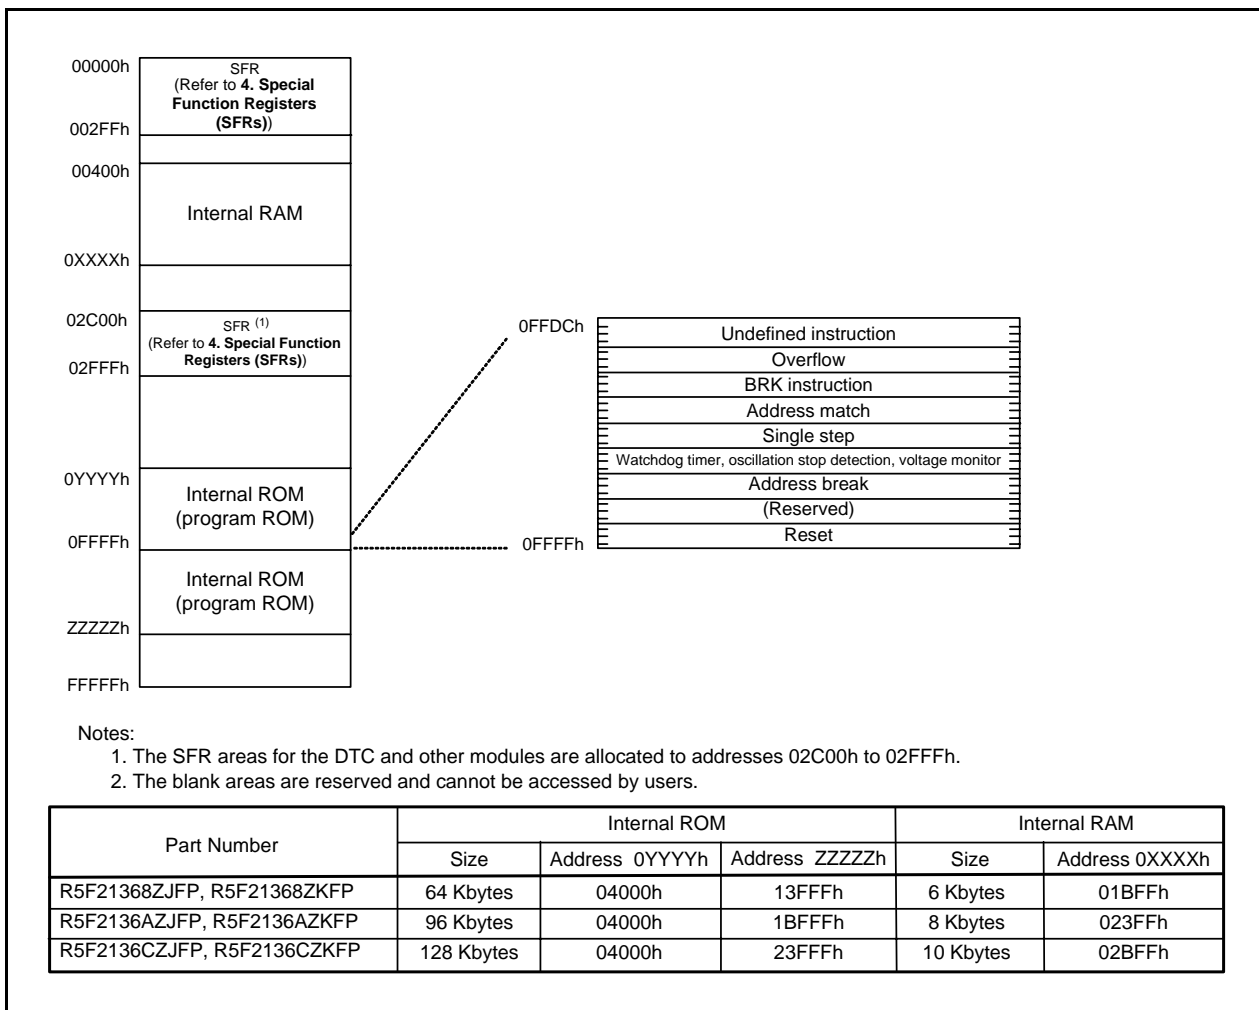 00000h
SFR
(Refer to 4. Special
Function Registers
(SFRs))
002FFh
00400h
Internal RAM
0XXXXh
02C00h
SFR (1)
(Refer to 4. Special Function
Registers (SFRs))
02FFFh
0YYYYh
Internal ROM
(program ROM)
0FFFFh
Internal ROM
(program ROM)
ZZZZZh
FFFFFh
0FFDCh
Undefined instruction
Overflow
BRK instruction
Address match
Single step
Watchdog timer, oscillation stop detection, voltage monitor
Address break
(Reserved)
Reset
0FFFFh
Notes:
1. The SFR areas for the DTC and other modules are allocated to addresses 02C00h to 02FFFh.
2. The blank areas are reserved and cannot be accessed by users.
Part Number Internal ROM Internal RAM
Size Address 0YYYYh Address ZZZZZh Size Address 0XXXXh
R5F21368ZJFP, R5F21368ZKFP 64 Kbytes 04000h 13FFFh 6 Kbytes 01BFFh
R5F2136AZJFP, R5F2136AZKFP 96 Kbytes 04000h 1BFFFh 8 Kbytes 023FFh
R5F2136CZJFP, R5F2136CZKFP 128 Kbytes 04000h 23FFFh 10 Kbytes 02BFFh